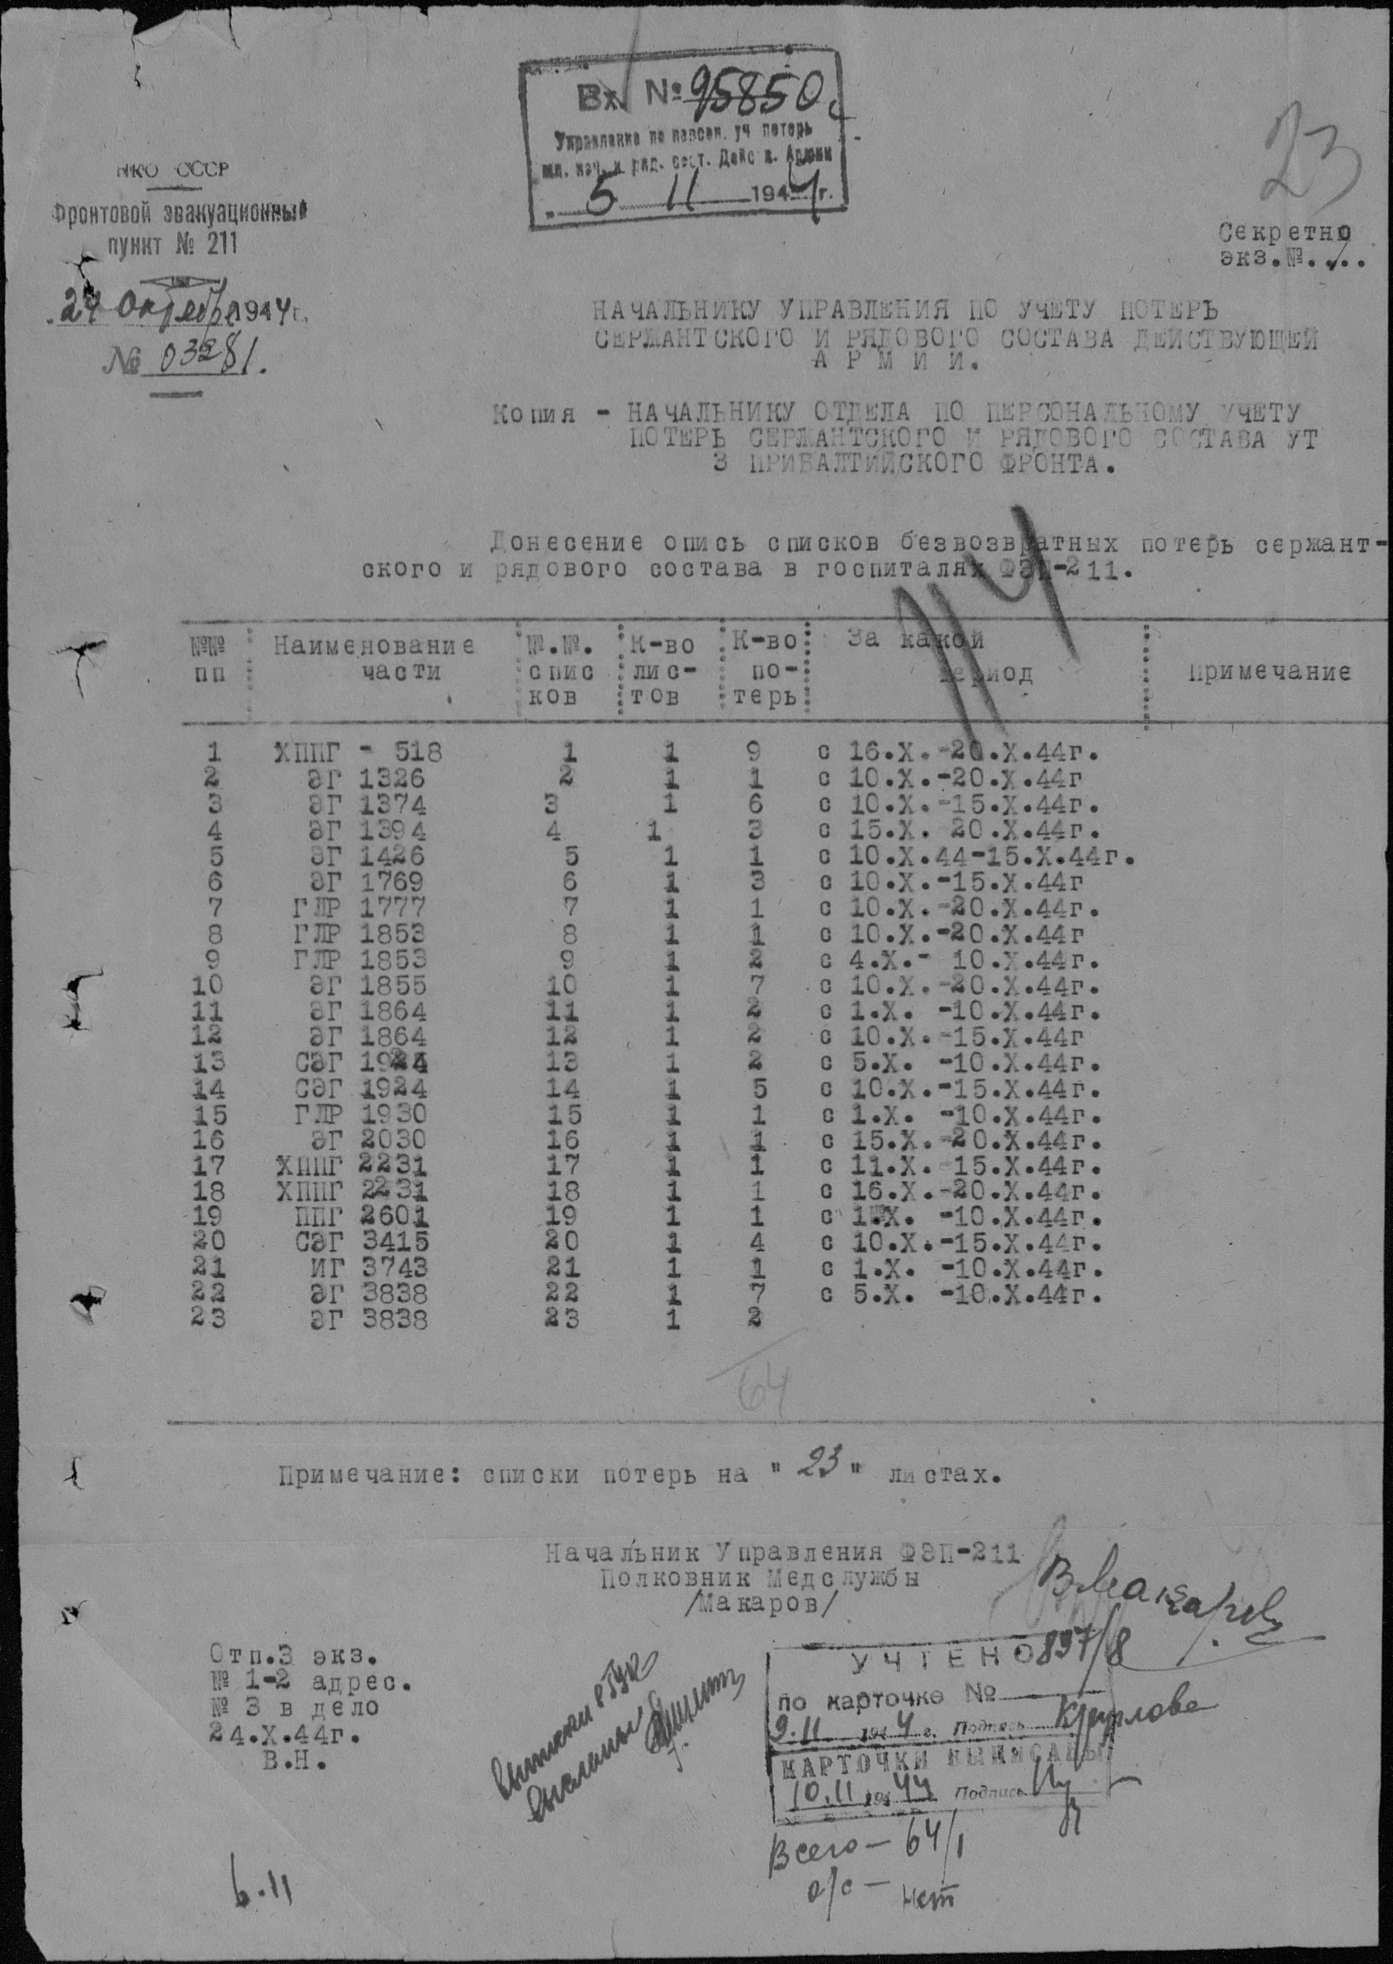 Вх № 95850с
Управление по персон. уч потерь
мл. нач. и ряд. сост. Дейс в. Армии
„ 5 11 1944 г.
23
НКО СССР
Фронтовой эвакуационный
пункт № 211
24 Октября 1944 г.
№ 03281.
Секретно
экз.№.1..
НАЧАЛЬНИКУ УПРАВЛЕНИЯ ПО УЧЕТУ ПОТЕРЬ
СЕРЖАНТСКОГО И РЯДОВОГО СОСТАВА ДЕЙСТВУЮЩЕЙ
А Р М И И.
Копия - НАЧАЛЬНИКУ ОТДЕЛА ПО ПЕРСОНАЛЬНОМУ УЧЕТУ
ПОТЕРЬ СЕРЖАНТСКОГО И РЯДОВОГО СОСТАВА УТ
3 ПРИБАЛТИЙСКОГО ФРОНТА.
Донесение опись списков безвозвратных потерь сержант-
ского и рядового состава в госпиталях ФЭП-211.
№№ Наименование №.№. К-во К-во За какой
пп части спис лис- по- период Примечание
ков тов терь
1 ХППГ - 518 1 1 9 с 16.X.-20.X.44г.
2 ЭГ 1326 2 1 1 с 10.X.-20.X.44г
3 ЭГ 1374 3 1 6 с 10.X.-15.X.44г.
4 ЭГ 1394 4 1 3 с 15.X. 20.X.44г.
5 ЭГ 1426 5 1 1 с 10.X.44-15.X.44г.
6 ЭГ 1769 6 1 3 с 10.X.-15.X.44г
7 ГЛР 1777 7 1 1 с 10.X.-20.X.44г.
8 ГЛР 1853 8 1 1 с 10.X.-20.X.44г
9 ГЛР 1853 9 1 2 с 4.X.- 10.X.44г.
10 ЭГ 1855 10 1 7 с 10.X.-20.X.44г.
11 ЭГ 1864 11 1 2 с 1.X. -10.X.44г.
12 ЭГ 1864 12 1 2 с 10.X.-15.X.44г
13 СЭГ 1924 13 1 2 с 5.X. -10.X.44г.
14 СЭГ 1924 14 1 5 с 10.X.-15.X.44г.
15 ГЛР 1930 15 1 1 с 1.X. -10.X.44г.
16 ЭГ 2030 16 1 1 с 15.X.-20.X.44г.
17 ХППГ 2231 17 1 1 с 11.X. 15.X.44г.
18 ХППГ 2231 18 1 1 с 16.X.-20.X.44г.
19 ППГ 2601 19 1 1 с 1.X. -10.X.44г.
20 СЭГ 3415 20 1 4 с 10.X.-15.X.44г.
21 ИГ 3743 21 1 1 с 1.X. -10.X.44г.
22 ЭГ 3838 22 1 7 с 5.X. -10.X.44г.
23 ЭГ 3838 23 1 2
64
Примечание: списки потерь на " 23 " листах.
Начальник Управления ФЭП-211
Полковник Медслужбы
/Макаров/
В Макаров
Отп.3 экз.
№ 1-2 адрес.
№ 3 в дело
24.X.44г.
В.Н.
высланы
УЧТЕНО 897/8
по карточке №
9.11 1944 г. Подпись Круглова
КАРТОЧКИ ВЫПИСАНЫ
10.11 1944 Подпись
Всего - 64/1
о/с - нет
6.11